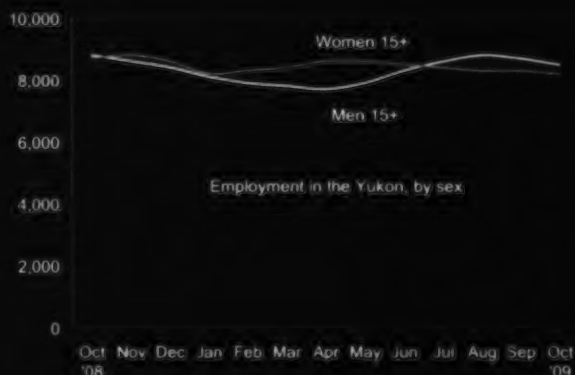 10,000
Women 15+
8,000
Men 15+
6,000
Employment in the Yukon, by sex
4,000
2,000
0
Oct Nov Dec Jan Feb Mar Apr May Jun Jul Aug Sep Oct
'08 '09